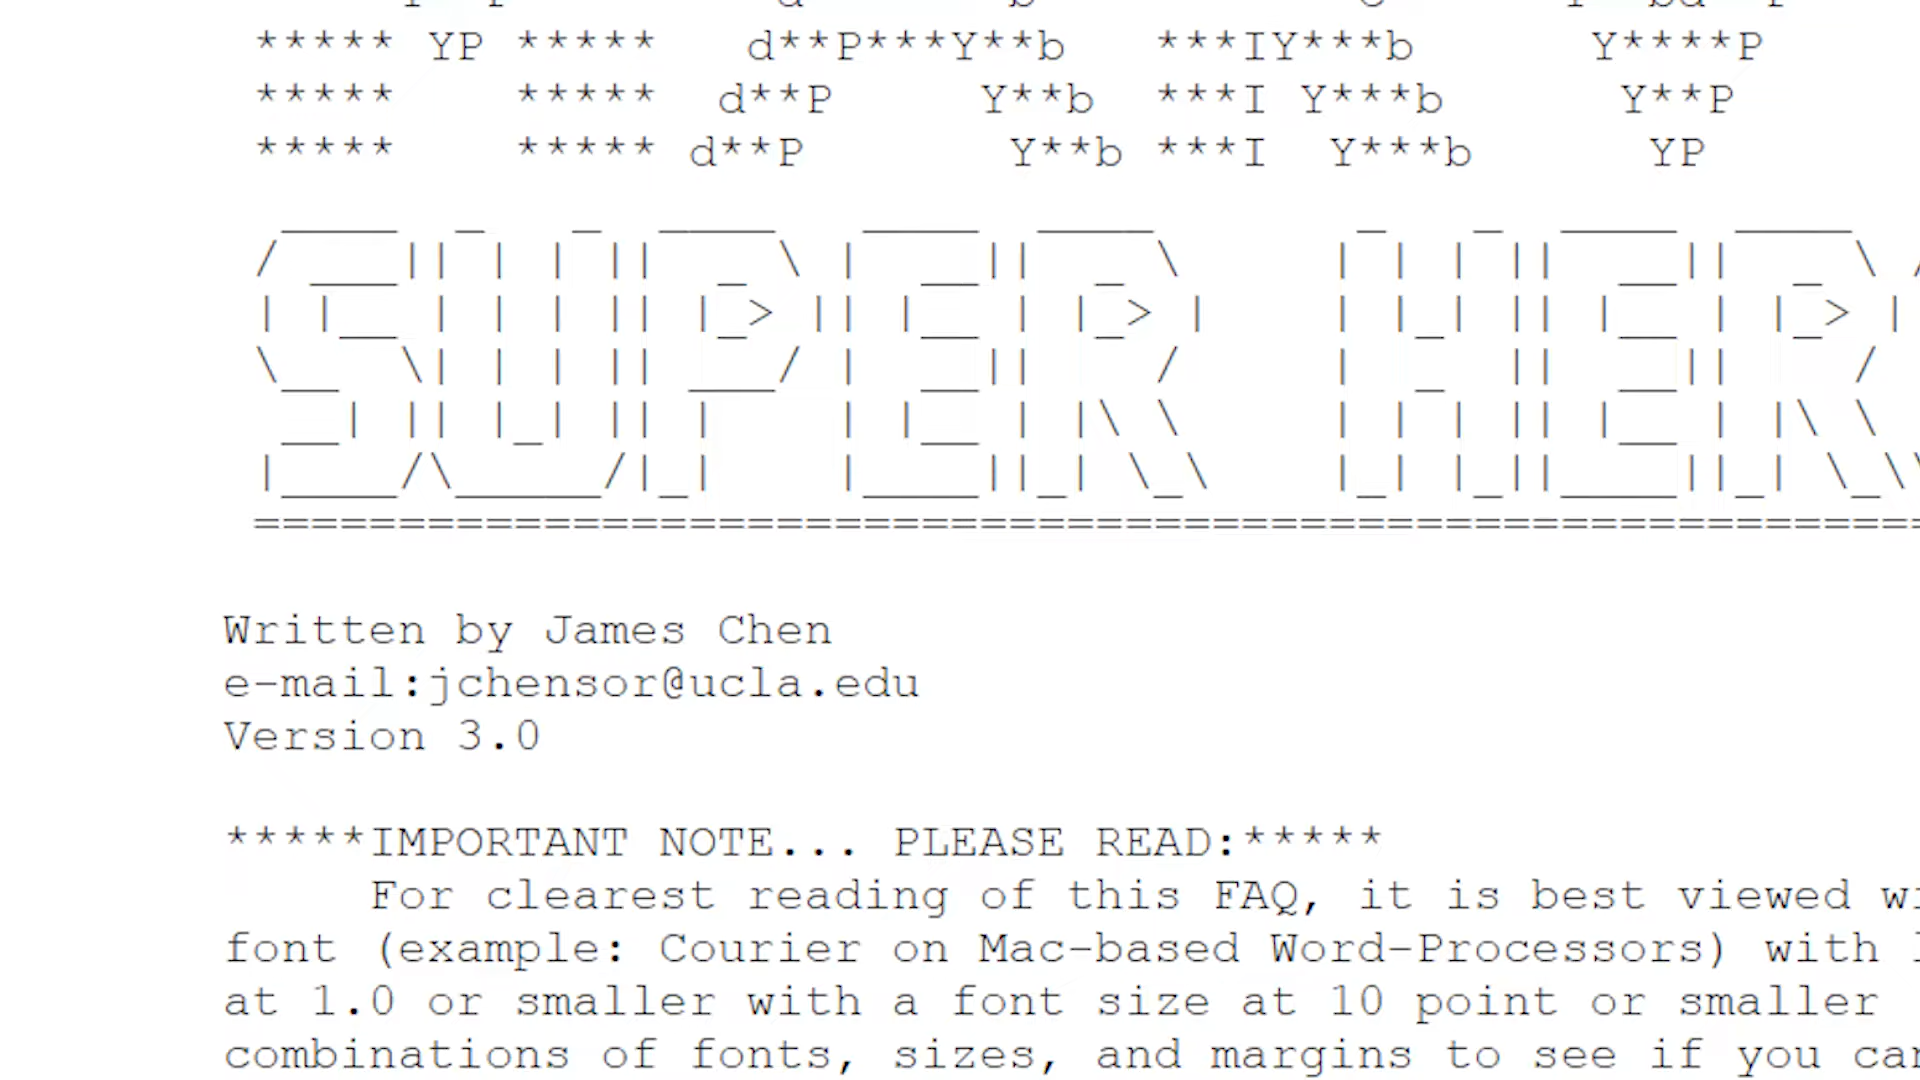 ***** YP ***** d**P***Y**b ***IY***b Y****P
***** ***** d**P Y**b ***I Y***b Y**P
***** ***** d**P Y**b ***I Y***b YP
SUPER HER
==========================================================
Written by James Chen
e-mail:jchensor@ucla.edu
Version 3.0
*****IMPORTANT NOTE... PLEASE READ:*****
For clearest reading of this FAQ, it is best viewed
font (example: Courier on Mac-based Word-Processors) with
at 1.0 or smaller with a font size at 10 point or smaller
combinations of fonts, sizes, and margins to see if you